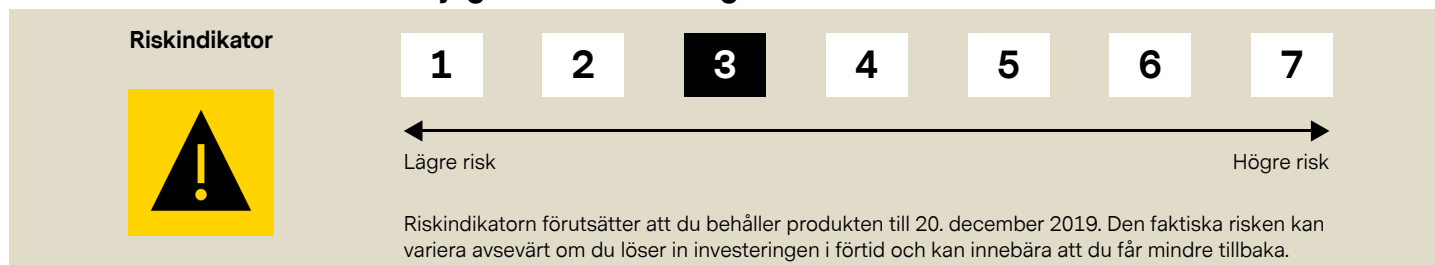 Riskindikator
1 2 3 4 5 6 7
Lägre risk Högre risk
Riskindikatorn förutsätter att du behåller produkten till 20. december 2019. Den faktiska risken kan
variera avsevärt om du löser in investeringen i förtid och kan innebära att du får mindre tillbaka.